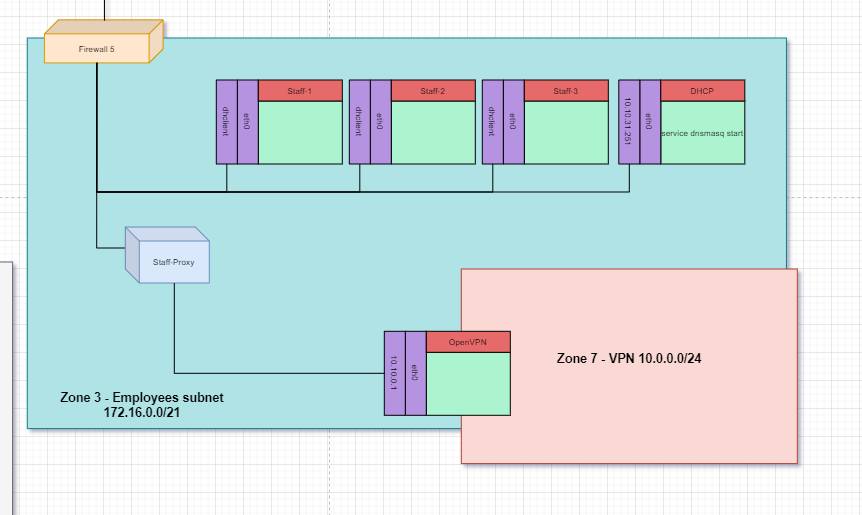 Firewall 5
Staff-1
dhclient
eth0
Staff-2
dhclient
eth0
Staff-3
dhclient
eth0
DHCP
10.10.31.251
eth0
service dnsmasq start
Staff-Proxy
OpenVPN
10.10.0.1
eth0
Zone 7 - VPN 10.0.0.0/24
Zone 3 - Employees subnet
172.16.0.0/21